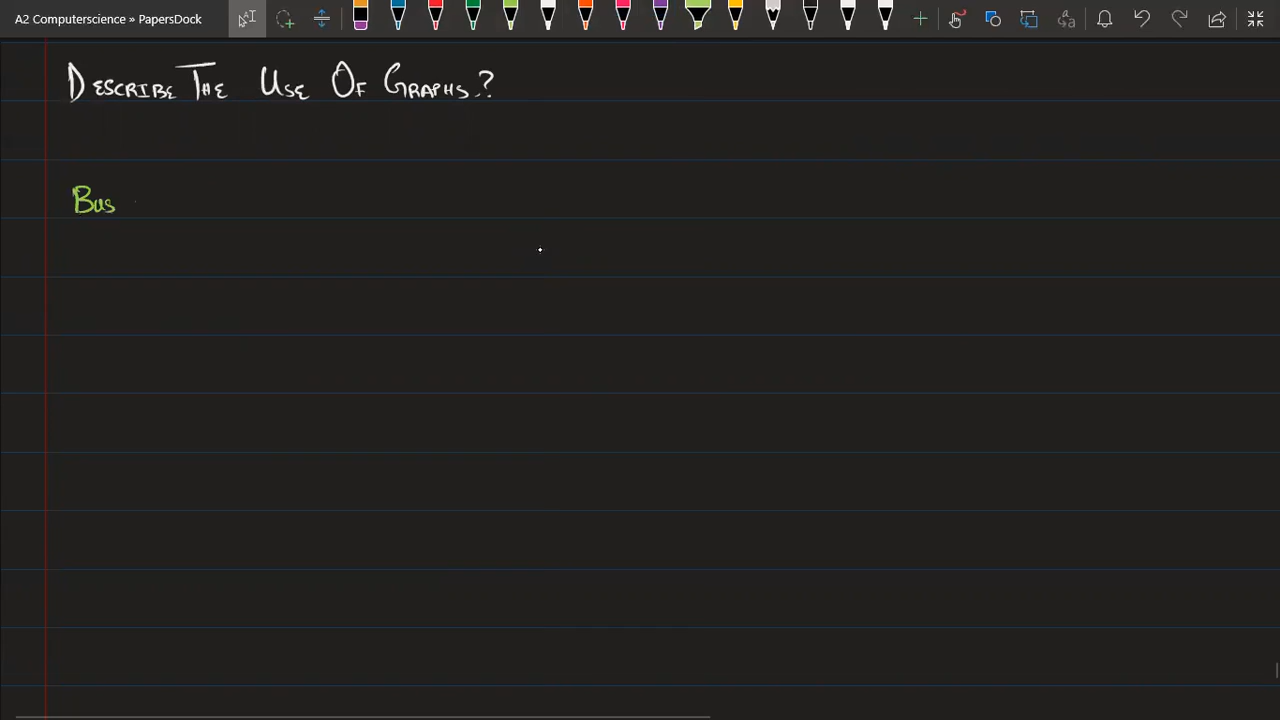 A2 Computerscience » PapersDock
DESCRIBE THE USE OF GRAPHS.?
Bus